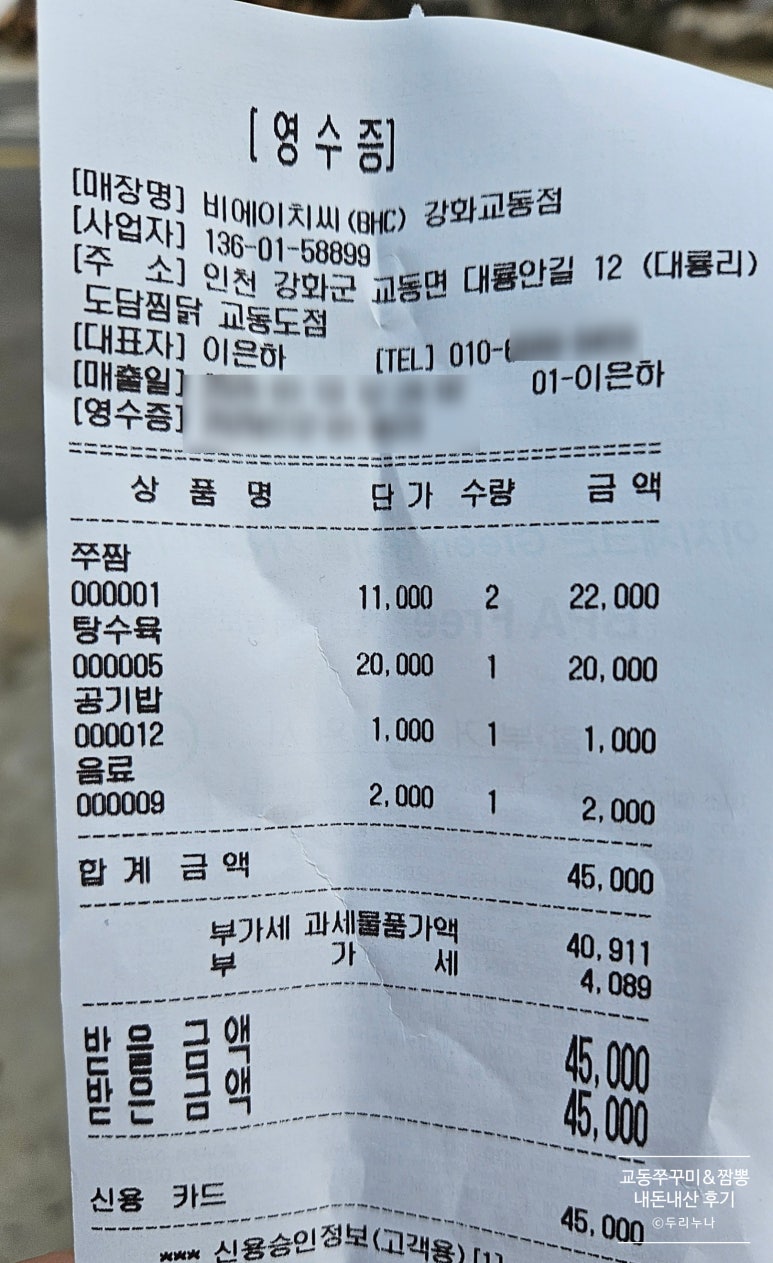 [영수증]
[매장명] 비에이치씨(BHC) 강화교동점
[사업자] 136-01-58899
[주 소] 인천 강화군 교동면 대룡안길 12 (대룡리)
도담찜닭 교동도점
[대표자] 이은하 [TEL] 010-6
[매출일] 01-이은하
[영수증]
상 품 명 단가 수량 금 액
쭈짬
000001 11,000 2 22,000
탕수육
000005 20,000 1 20,000
공기밥
000012 1,000 1 1,000
음료
000009 2,000 1 2,000
합 계 금 액 45,000
부가세 과세물품가액 40,911
부 가 세 4,089
받 을 금 액 45,000
받 은 금 액 45,000
신용 카드 45,000
*** 신용승인정보(고객용) [1]
교동쭈꾸미&짬뽕
내돈내산 후기
©두리누나